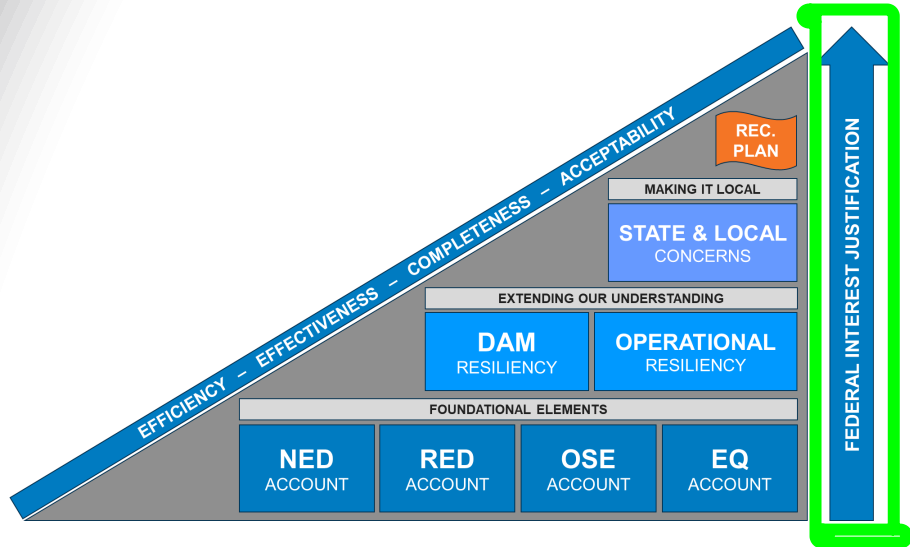 REC.
PLAN
MAKING IT LOCAL
STATE & LOCAL
CONCERNS
EXTENDING OUR UNDERSTANDING
DAM
RESILIENCY
OPERATIONAL
RESILIENCY
FOUNDATIONAL ELEMENTS
NED
ACCOUNT
RED
ACCOUNT
OSE
ACCOUNT
EQ
ACCOUNT
EFFICIENCY – EFFECTIVENESS – COMPLETENESS – ACCEPTABILITY
FEDERAL INTEREST JUSTIFICATION